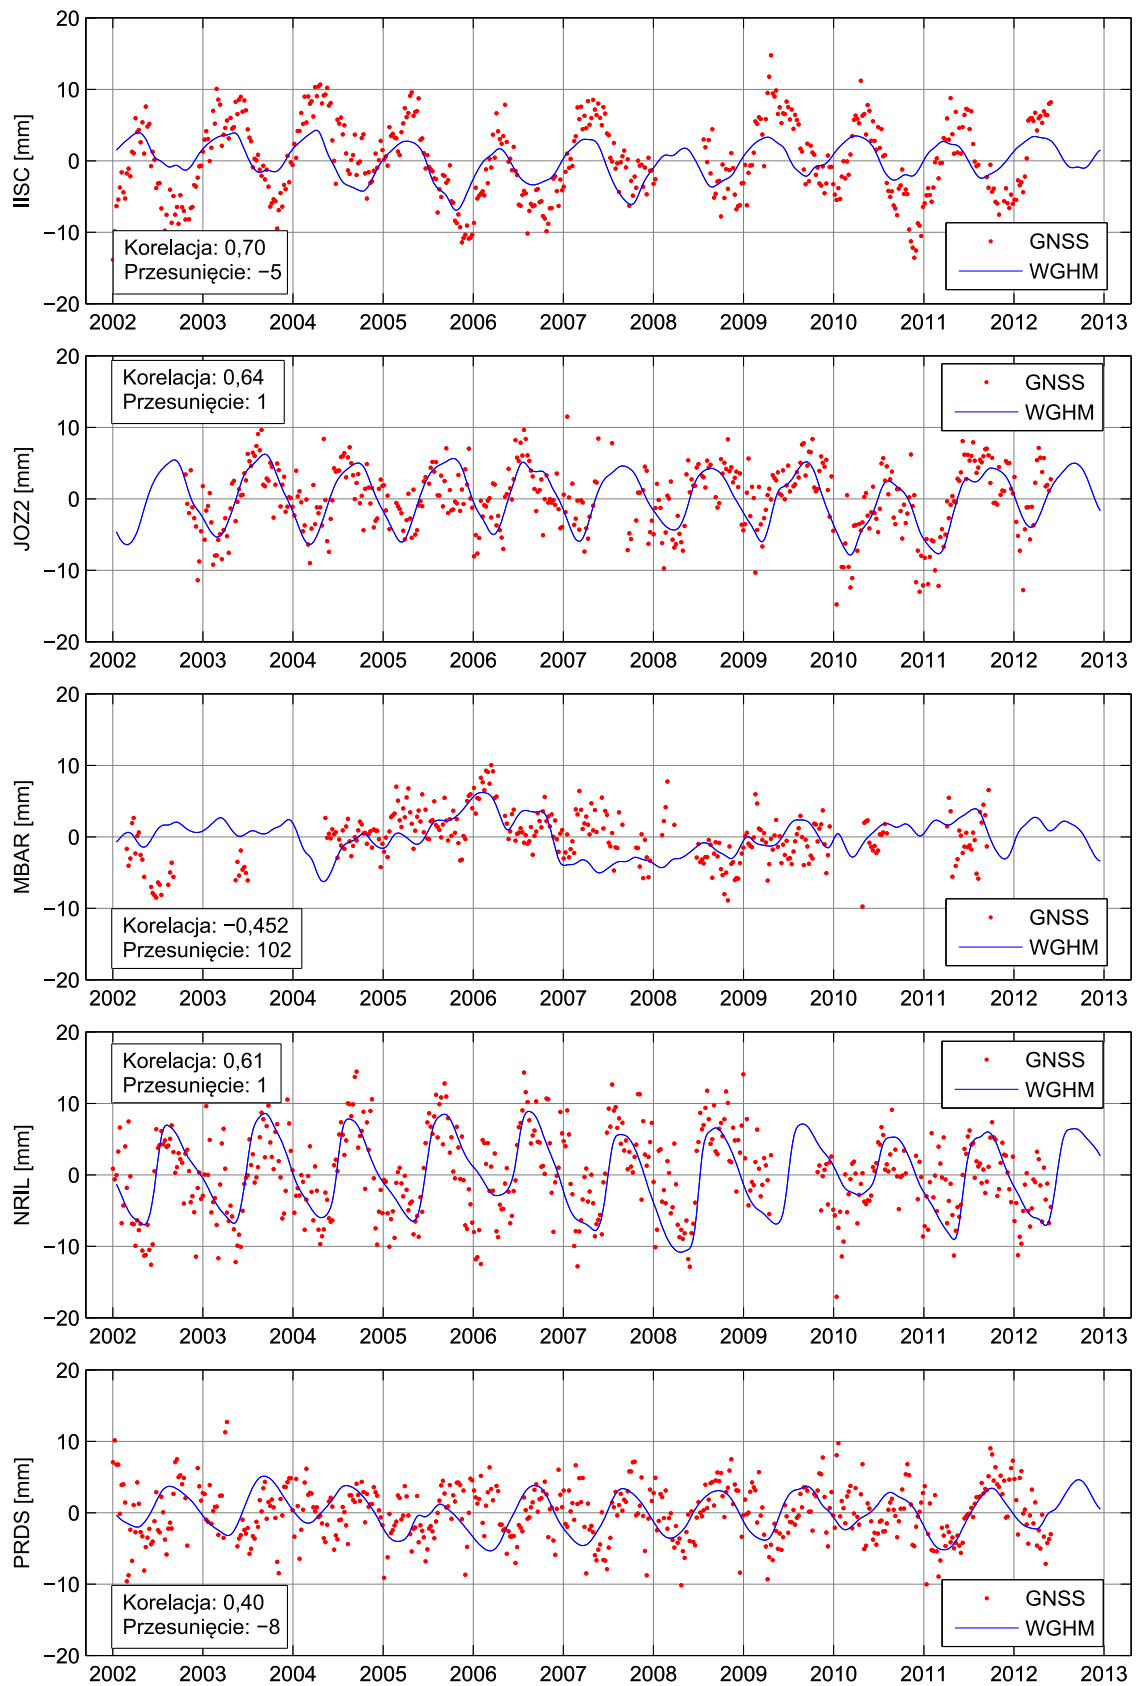 20
10
0
−10
−20
IISC [mm]
Korelacja: 0,70
Przesunięcie: −5
GNSS
WGHM
2002 2003 2004 2005 2006 2007 2008 2009 2010 2011 2012 2013
20
10
0
−10
−20
JOZ2 [mm]
Korelacja: 0,64
Przesunięcie: 1
GNSS
WGHM
2002 2003 2004 2005 2006 2007 2008 2009 2010 2011 2012 2013
20
10
0
−10
−20
MBAR [mm]
Korelacja: −0,452
Przesunięcie: 102
GNSS
WGHM
2002 2003 2004 2005 2006 2007 2008 2009 2010 2011 2012 2013
20
10
0
−10
−20
NRIL [mm]
Korelacja: 0,61
Przesunięcie: 1
GNSS
WGHM
2002 2003 2004 2005 2006 2007 2008 2009 2010 2011 2012 2013
20
10
0
−10
−20
PRDS [mm]
Korelacja: 0,40
Przesunięcie: −8
GNSS
WGHM
2002 2003 2004 2005 2006 2007 2008 2009 2010 2011 2012 2013